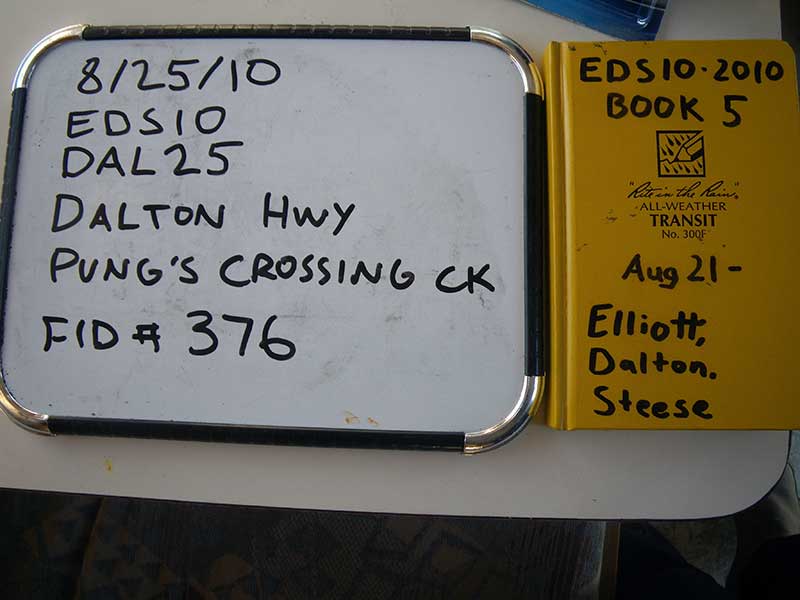 8/25/10
EDS10
DAL25
DALTON HWY
PUNG'S CROSSING CK
FID # 376
EDS10·2010
BOOK 5
"Rite in the Rain"
ALL-WEATHER
TRANSIT
No. 300F
Aug 21-
Elliott,
Dalton.
Steese